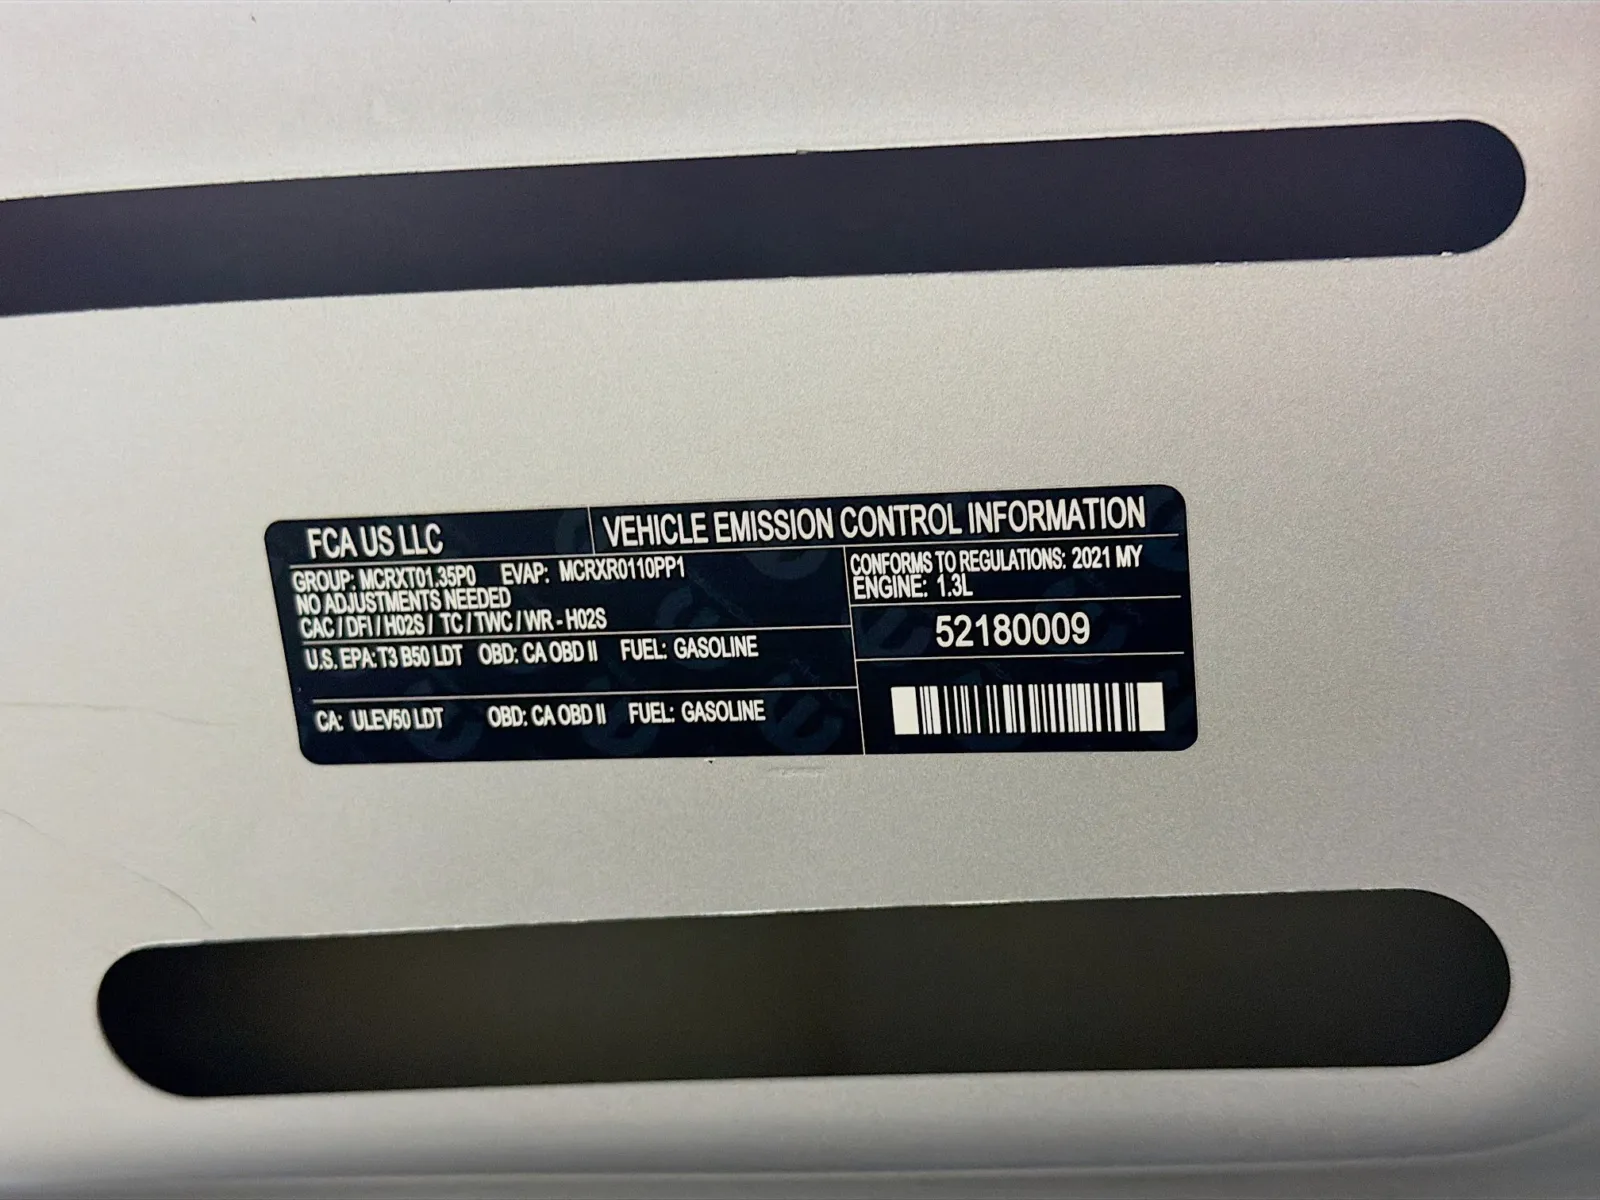 FCA US LLC
VEHICLE EMISSION CONTROL INFORMATION
GROUP: MCRXT01.35P0 EVAP: MCRXR0110PP1
NO ADJUSTMENTS NEEDED
CAC / DFI / H02S / TC / TWC / WR - H02S
U.S. EPA: T3 B50 LDT OBD: CA OBD II FUEL: GASOLINE
CA: ULEV50 LDT OBD: CA OBD II FUEL: GASOLINE
CONFORMS TO REGULATIONS: 2021 MY
ENGINE: 1.3L
52180009